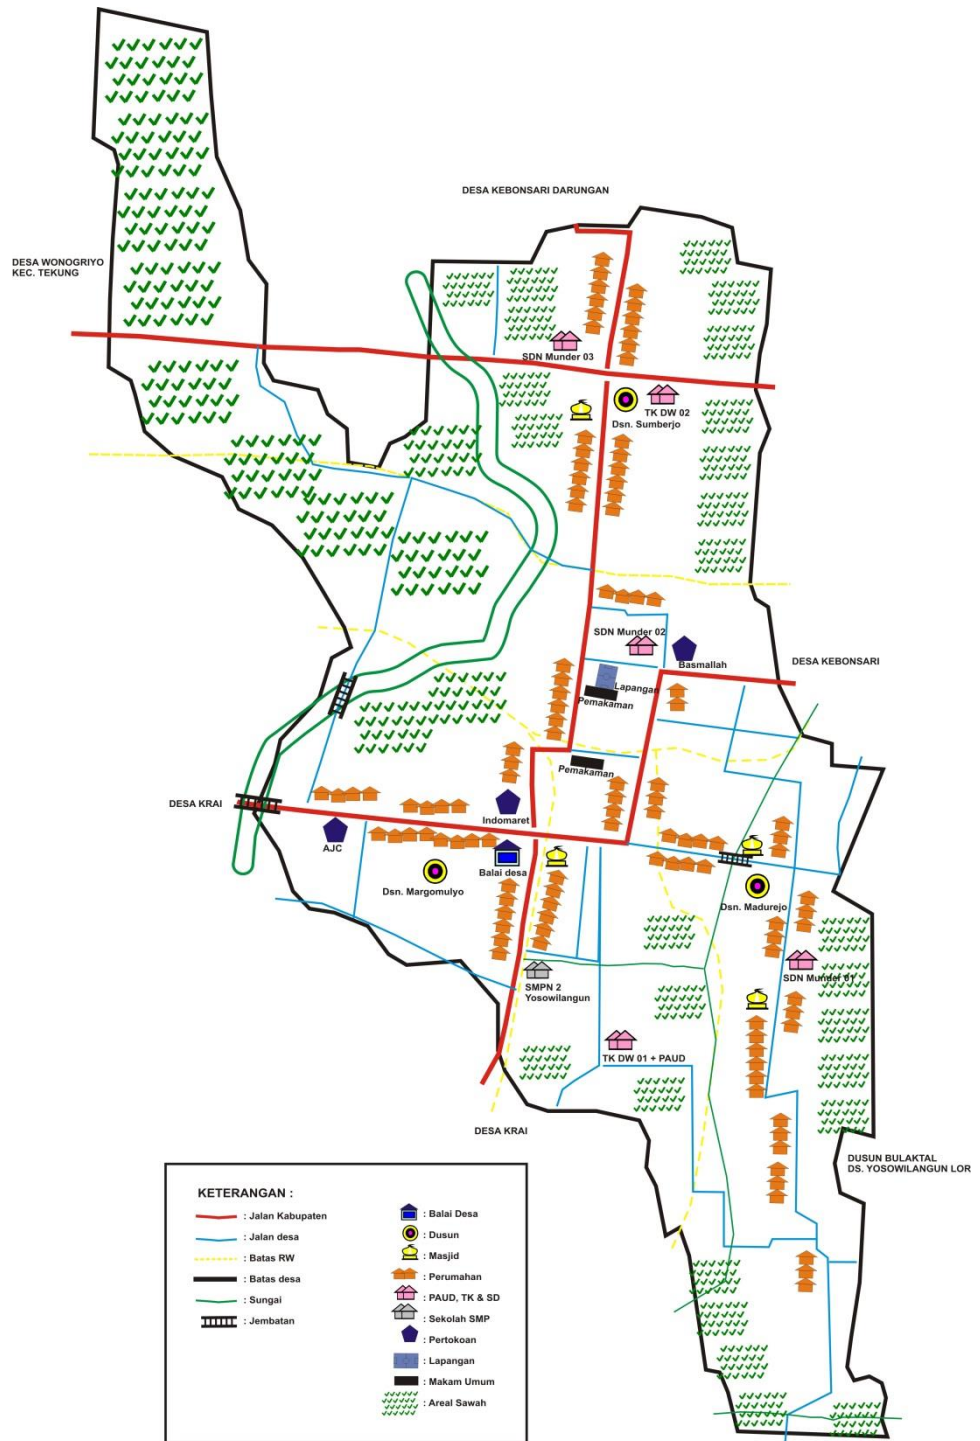 DESA KEBONSARI DARUNGAN
DESA WONOGRIYO
KEC. TEKUNG
SDN Munder 03
TK DW 02
Dsn. Sumberjo
SDN Munder 02
Basmallah
DESA KEBONSARI
Lapangan
Pemakaman
Pemakaman
DESA KRAI
Indomaret
AJC
Balai desa
Dsn. Margomulyo
Dsn. Madurejo
SDN Munder 01
SMPN 2
Yosowilangun
TK DW 01 + PAUD
DESA KRAI
DUSUN BULAKTAL
DS. YOSOWILANGUN LOR
KETERANGAN :
: Jalan Kabupaten
: Jalan desa
: Batas RW
: Batas desa
: Sungai
: Jembatan
: Balai Desa
: Dusun
: Masjid
: Perumahan
: PAUD, TK & SD
: Sekolah SMP
: Pertokoan
: Lapangan
: Makam Umum
: Areal Sawah